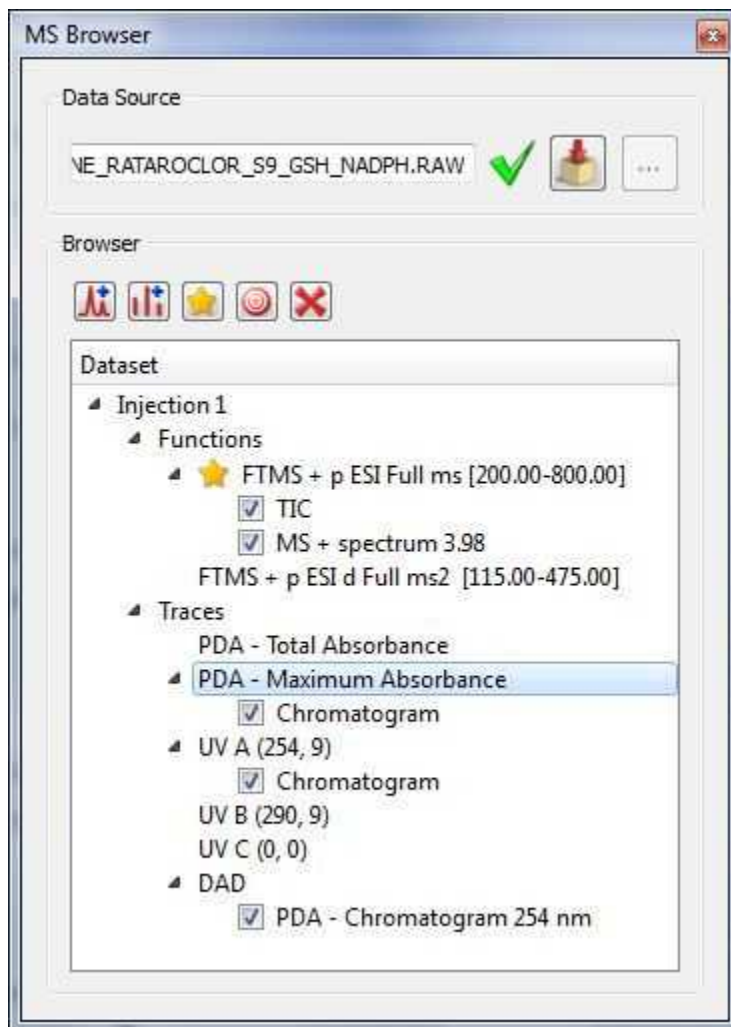 MS Browser
Data Source
NE_RATAROCLOR_S9_GSH_NADPH.RAW
...
Browser
Dataset
Injection 1
Functions
FTMS + p ESI Full ms [200.00-800.00]
TIC
MS + spectrum 3.98
FTMS + p ESI d Full ms2 [115.00-475.00]
Traces
PDA - Total Absorbance
PDA - Maximum Absorbance
Chromatogram
UV A (254, 9)
Chromatogram
UV B (290, 9)
UV C (0, 0)
DAD
PDA - Chromatogram 254 nm